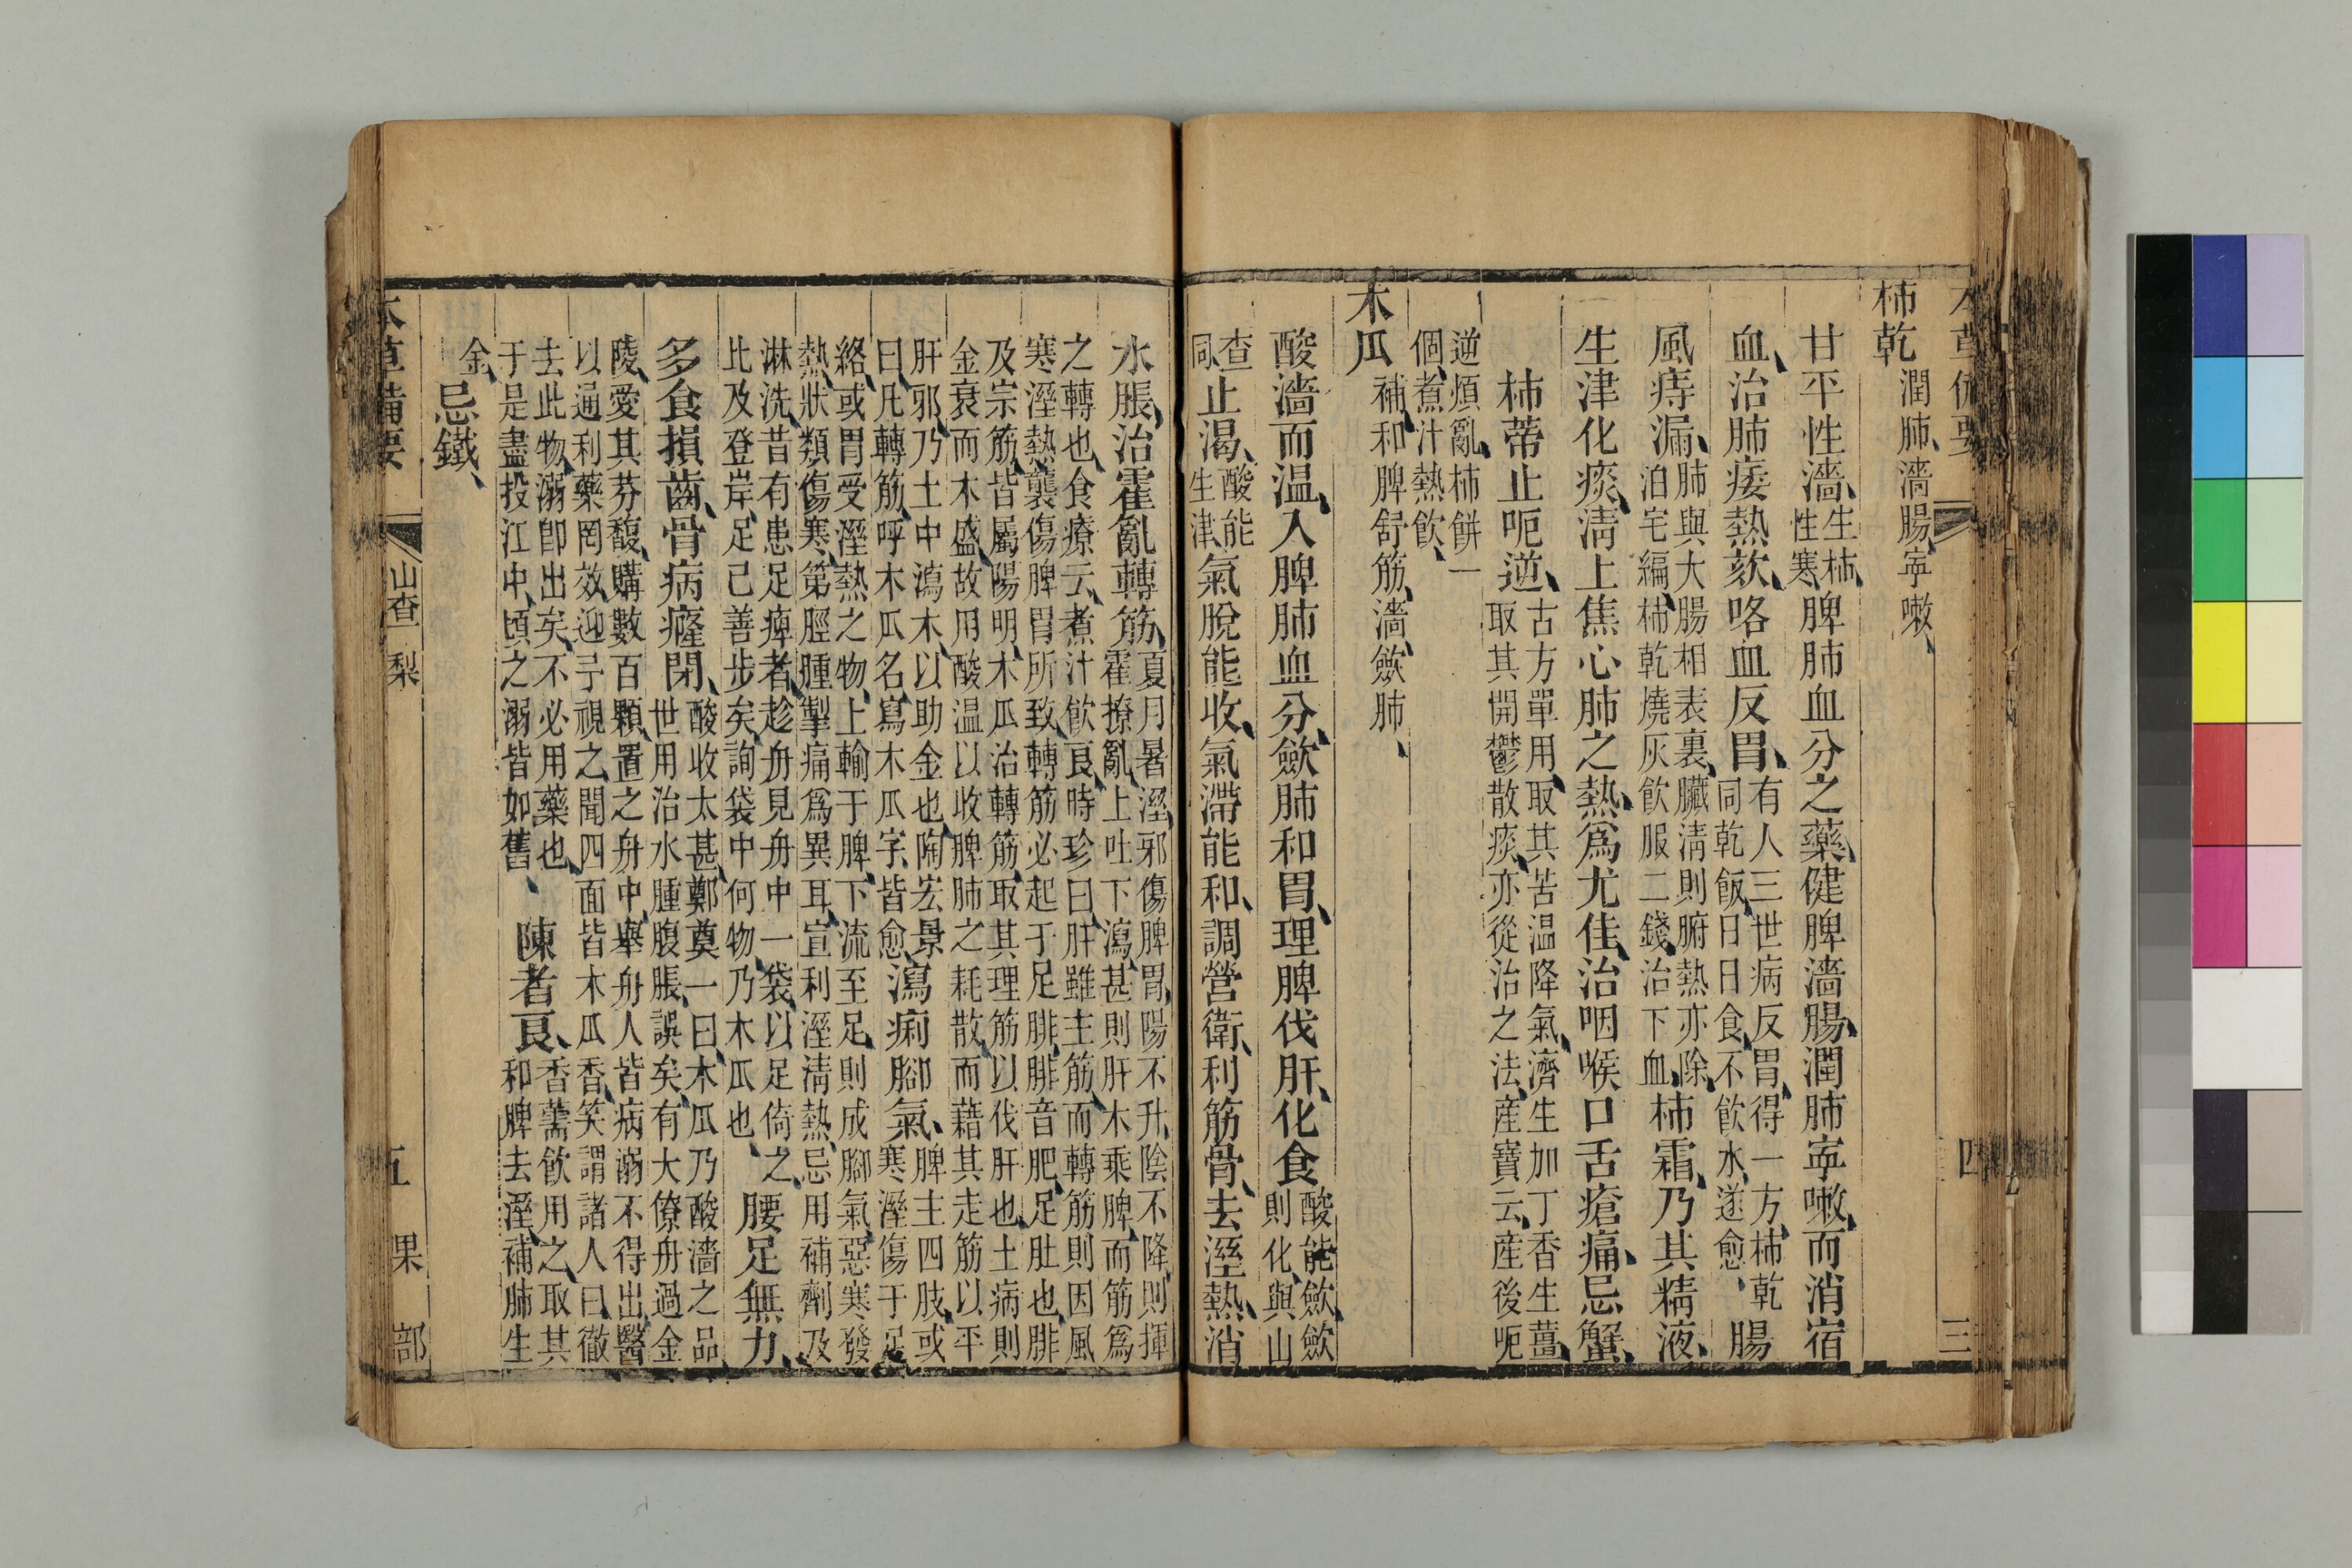 柿乾潤肺、濇腸、寧嗽、
甘平性濇、生柿性寒、脾肺血分之藥、健脾濇腸、潤肺寧嗽、而消宿
血、治肺痿熱欬、咯血反胃、有人三世病反胃、得一方、柿乾同乾飯日日食、不飲水、遂愈、腸
風痔漏、肺與大腸相表裏、臟清則腑熱亦除、泊宅編、柿乾燒灰飲服二錢、治下血、柿霜、乃其精液、
生津化痰、清上焦心肺之熱、爲尤佳、治咽喉口舌瘡痛、忌蟹、
柿蒂止呃逆、古方單用、取其苦温降氣、濟生加丁香生薑、取其開鬱散痰、亦從治之法、產寶云、產後呃
逆煩亂、柿餅一個、煮汁熱飲、
木瓜補、和脾舒筋、濇、歛肺、
酸濇而温、入脾肺血分、歛肺和胃、理脾伐肝、化食酸能歛、歛則化、與山
查同、止渴、酸能生津、氣脫能收、氣滯能和、調營衛、利筋骨、去溼熱、消
水脹、治霍亂轉筋、夏月暑溼、邪傷脾胃、陽不升、陰不降、則揮霍撩亂、上吐下瀉、甚則肝木乘脾、而筋爲
之轉也、食療云、煮汁飲良、時珍曰、肝雖主筋、而轉筋則因風
寒溼熱、襲傷脾胃所致、轉筋必起于足腓、腓音肥、足肚也、腓
及宗筋、皆屬陽明、木瓜治轉筋、取其理筋以伐肝也、土病則
金衰而木盛、故用酸温以收脾肺之耗散、而藉其走筋以平
肝邪、乃土中瀉木、以助金也、陶宏景
曰、凡轉筋、呼木瓜名、寫木瓜字、皆愈、瀉痢脚氣、脾主四肢、或寒溼傷于足
絡、或胃受溼熱之物、上輸于脾、下流至足、則成脚氣、惡寒發
熱、狀類傷寒、第脛腫掣痛爲異耳、宣利溼清熱、忌用補劑及
淋洗、昔有患足痺者、趁舟見舟中一袋、以足倚之、
比及登岸、足已善步矣、詢袋中何物、乃木瓜也、腰足無力、
多食損齒骨、病癃閉、酸收太甚、鄭奠一曰、木瓜乃酸濇之品、世用治水腫腹脹、誤矣、有大僚舟過金
陵、愛其芬馥、購數百顆、置之舟中、舉舟人皆病溺不得出、醫
以通利藥罔效、迎予視之、聞四面皆木瓜香、笑謂諸人曰、徹
去此物、溺卽出矣、不必用藥也、
于是盡投江中、頃之溺皆如舊、陳者良、香薷飲用之、取其和脾去溼、補肺生
金、忌鐵、
本草備要
山查 梨
五
果部